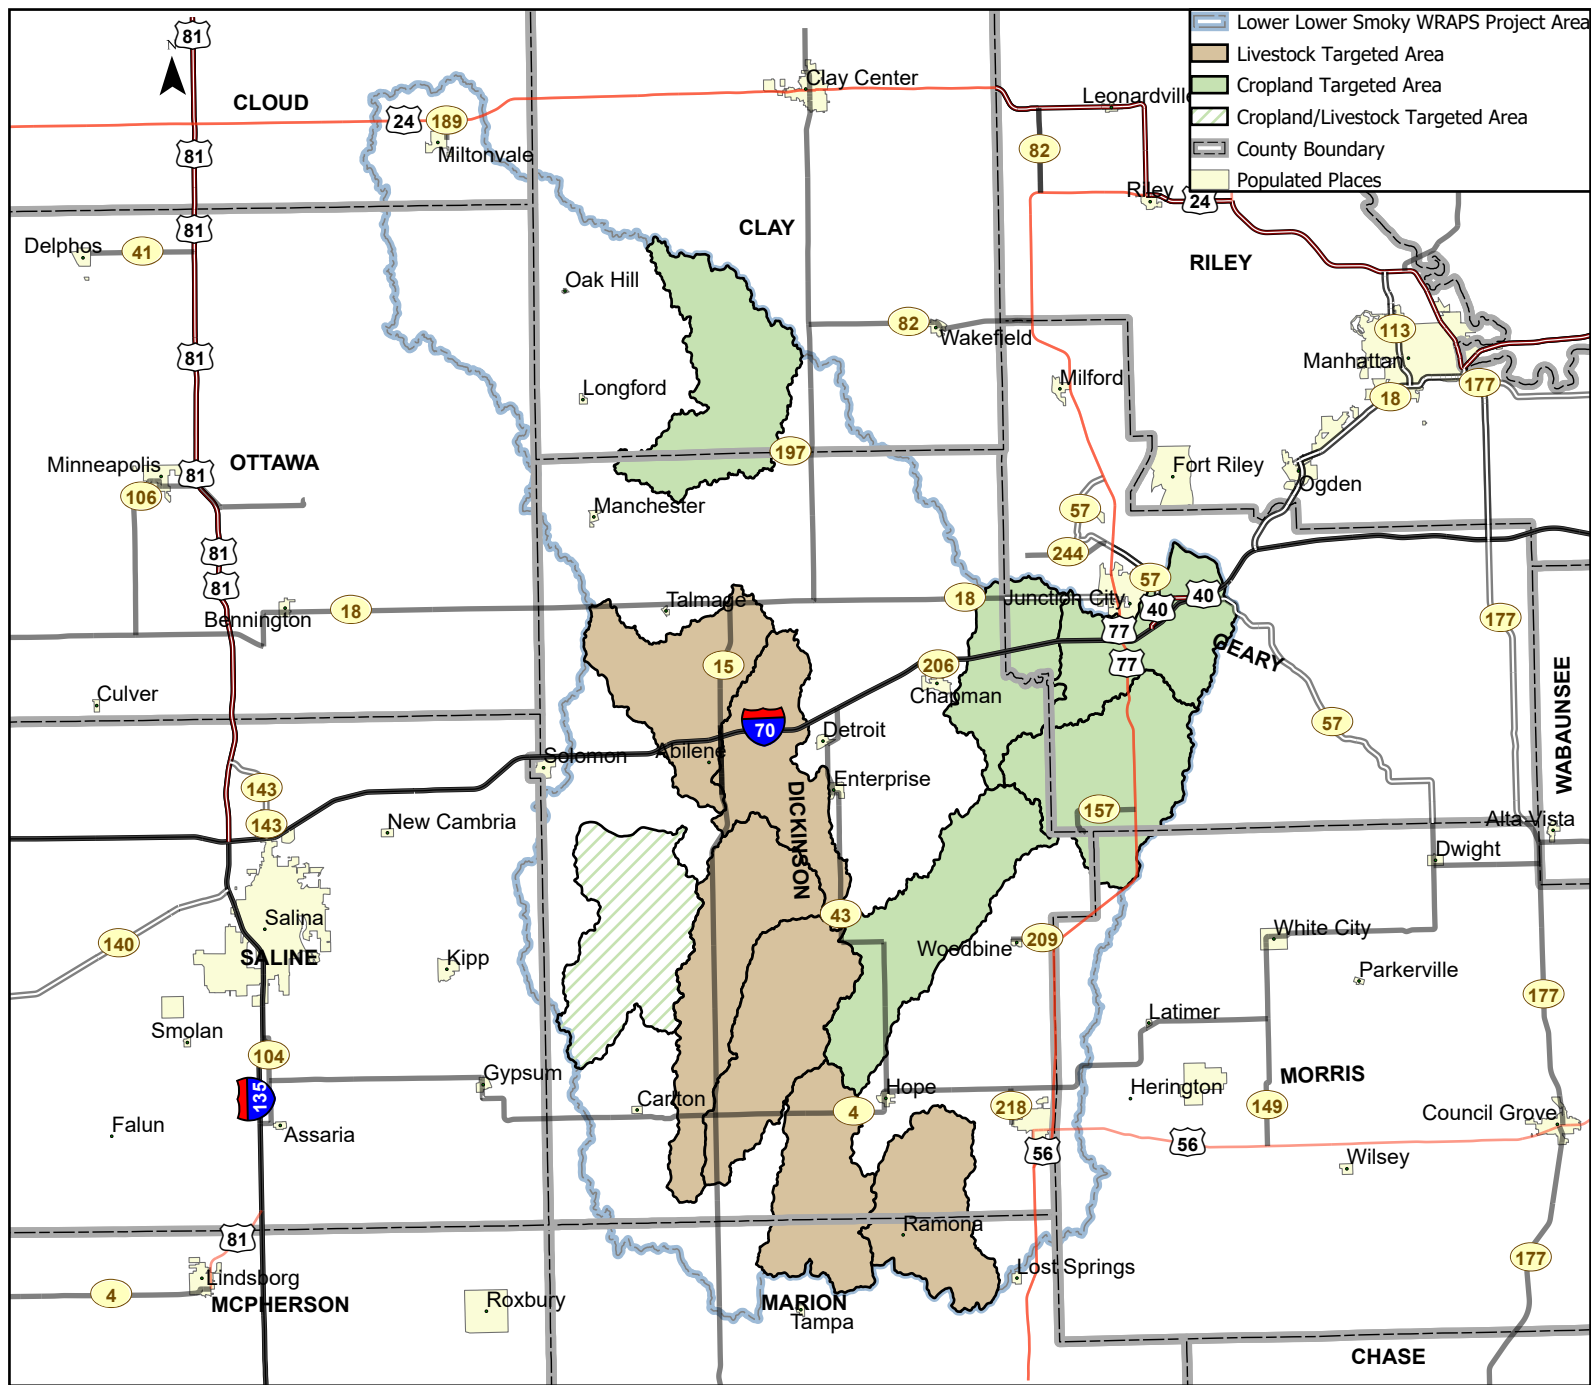 Lower Lower Smoky WRAPS Project Area
Livestock Targeted Area
Cropland Targeted Area
Cropland/Livestock Targeted Area
County Boundary
Populated Places
81
N
Clay Center
CLOUD
Leonardville
24
189
Miltonvale
82
81
Riley
24
81
CLAY
Delphos
41
RILEY
Oak Hill
82
Wakefield
113
Manhattan
81
Milford
177
Longford
18
197
Minneapolis
81
OTTAWA
Fort Riley
Ogden
106
Manchester
57
81
244
81
57
40
Talmage
18
Junction City
40
Bennington
18
77
177
77
GEARY
15
206
Chapman
WABAUNSEE
Culver
70
57
Detroit
Solomon
Abilene
Enterprise
143
DICKINSON
157
143
New Cambria
Alta Vista
Dwight
43
Salina
140
Woodbine
209
White City
SALINE
Kipp
Parkerville
177
Latimer
Smolan
104
Gypsum
Hope
Herington
MORRIS
135
Carlton
4
218
149
Council Grove
Falun
Assaria
56
56
Wilsey
81
Ramona
177
Lindsborg
Lost Springs
4
MCPHERSON
Roxbury
MARION
Tampa
CHASE